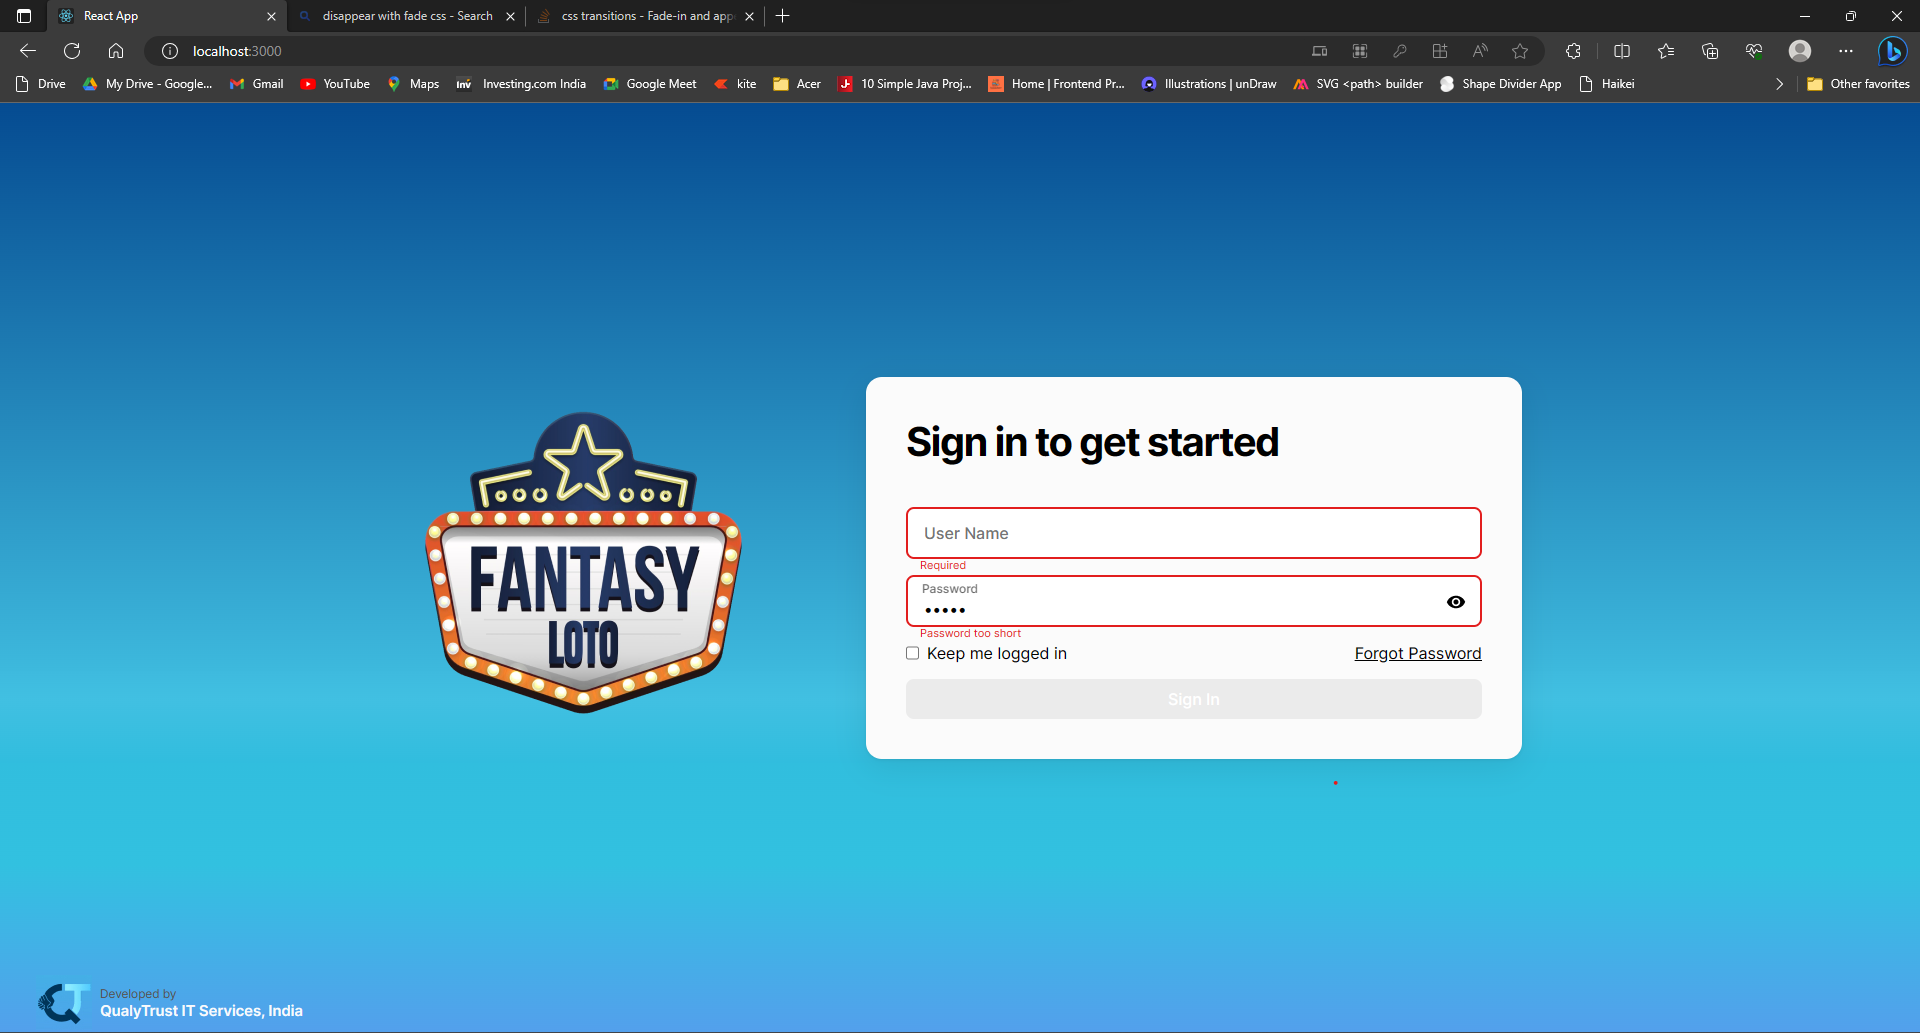 React App
disappear with fade css - Search
css transitions - Fade-in and app
localhost:3000
Drive
My Drive - Google...
Gmail
YouTube
Maps
inv Investing.com India
Google Meet
kite
Acer
10 Simple Java Proj...
Home | Frontend Pr...
Illustrations | unDraw
SVG <path> builder
Shape Divider App
Haikei
Other favorites
FANTASY
LOTO
Sign in to get started
User Name
Required
Password
•••••
Password too short
Keep me logged in
Forgot Password
Sign In
Developed by
QualyTrust IT Services, India